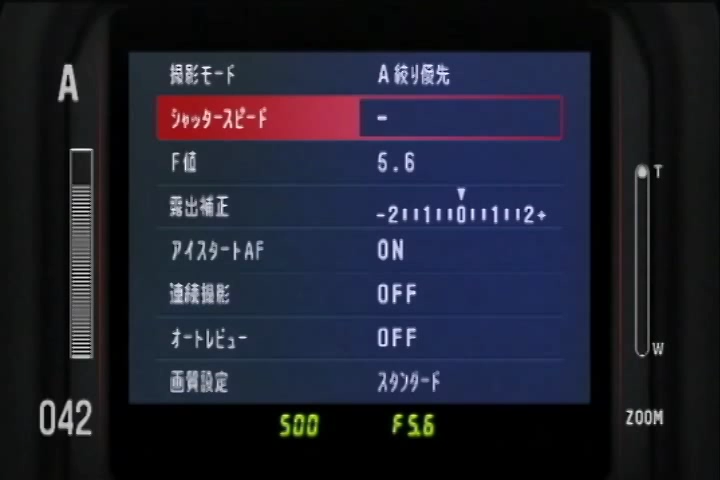 A
撮影モード A 絞り優先
シャッタースピード -
F値 5.6
露出補正 -2 1 0 1 2+
アイスタートAF ON
連続撮影 OFF
オートレビュー OFF
画質設定 スタンダード
T
W
ZOOM
042
500 F5.6